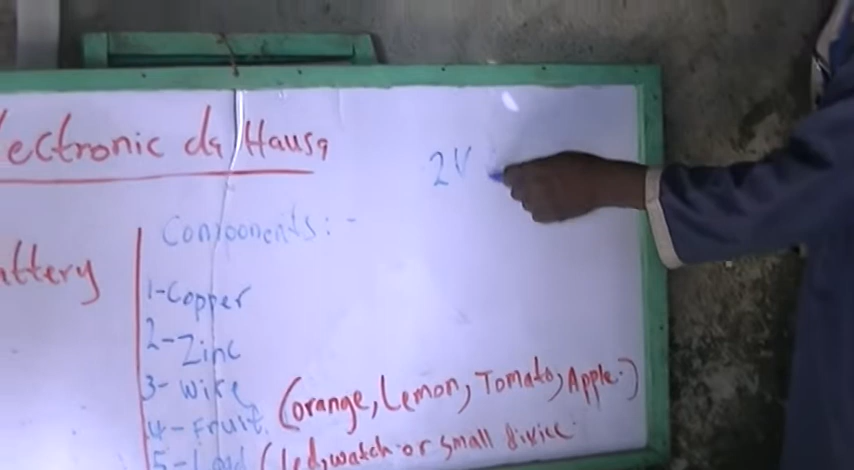 lectronic da Hausa
2V
Components:-
attery
1-Copper
2-Zinc
3-wire
4-Fruit. (orange, Lemon, Tomato, Apple.)
5-Load (led, watch or small divice